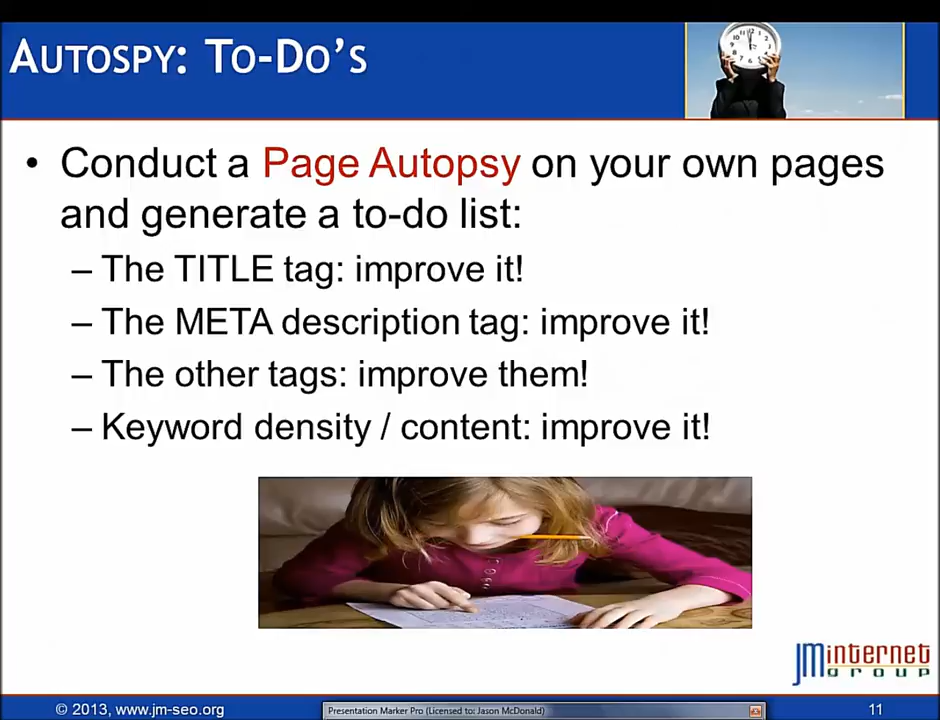 AUTOSPY: TO-DO'S
• Conduct a Page Autopsy on your own pages
and generate a to-do list:
– The TITLE tag: improve it!
– The META description tag: improve it!
– The other tags: improve them!
– Keyword density / content: improve it!
JMinternet
group
© 2013, www.jm-seo.org
Presentation Marker Pro (Licensed to: Jason McDonald)
11